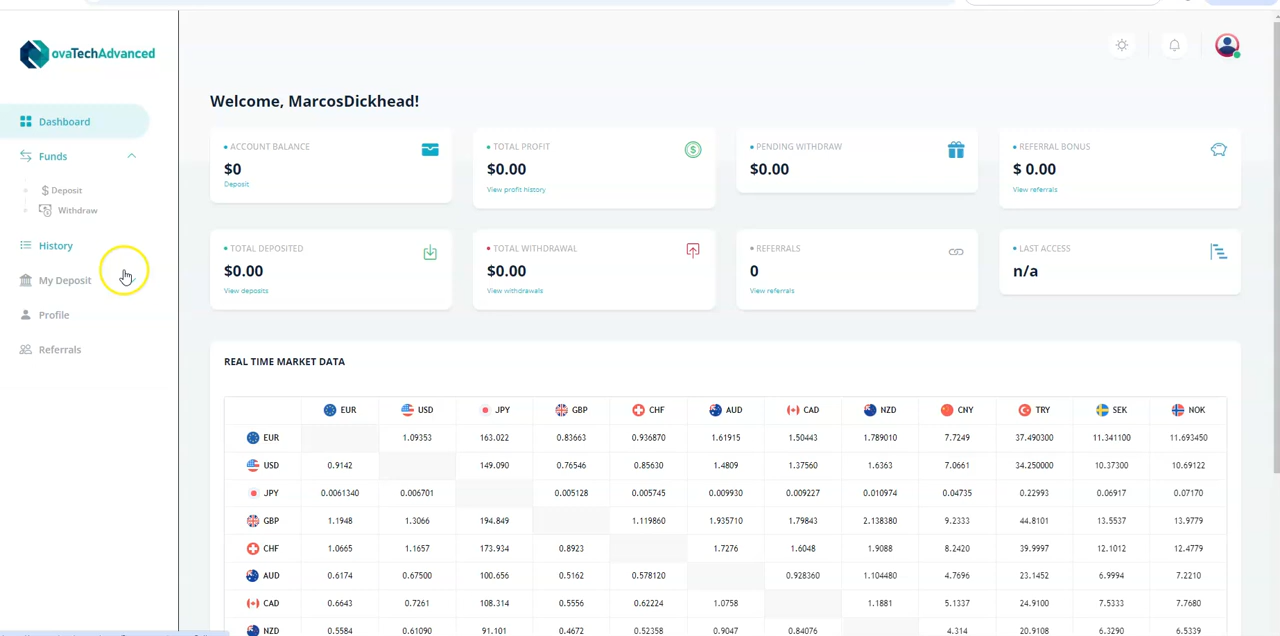 ovaTechAdvanced
Dashboard
Funds
$ Deposit
Withdraw
History
My Deposit
Profile
Referrals
Welcome, MarcosDickhead!
ACCOUNT BALANCE
$0
Deposit
TOTAL PROFIT
$0.00
View profit history
PENDING WITHDRAW
$0.00
REFERRAL BONUS
$ 0.00
View referrals
TOTAL DEPOSITED
$0.00
View deposits
TOTAL WITHDRAWAL
$0.00
View withdrawals
REFERRALS
0
View referrals
LAST ACCESS
n/a
REAL TIME MARKET DATA
EUR USD JPY GBP CHF AUD CAD NZD CNY TRY SEK NOK
EUR 1.09353 163.022 0.83663 0.936870 1.61915 1.50443 1.789010 7.7249 37.490300 11.341100 11.693450
USD 0.9142 149.090 0.76546 0.85630 1.4809 1.37560 1.6363 7.0661 34.250000 10.37300 10.69122
JPY 0.0061340 0.006701 0.005128 0.005745 0.009930 0.009227 0.010974 0.04735 0.22993 0.06917 0.07170
GBP 1.1948 1.3066 194.849 1.119860 1.935710 1.79843 2.138380 9.2333 44.8101 13.5537 13.9779
CHF 1.0665 1.1657 173.934 0.8923 1.7276 1.6048 1.9088 8.2420 39.9997 12.1012 12.4779
AUD 0.6174 0.67500 100.656 0.5162 0.578120 0.928360 1.104480 4.7696 23.1452 6.9994 7.2210
CAD 0.6643 0.7261 108.314 0.5556 0.62224 1.0758 1.1881 5.1337 24.9100 7.5333 7.7680
NZD 0.5584 0.61090 91.101 0.4672 0.52358 0.9047 0.84076 4.314 20.9108 6.3290 6.5339